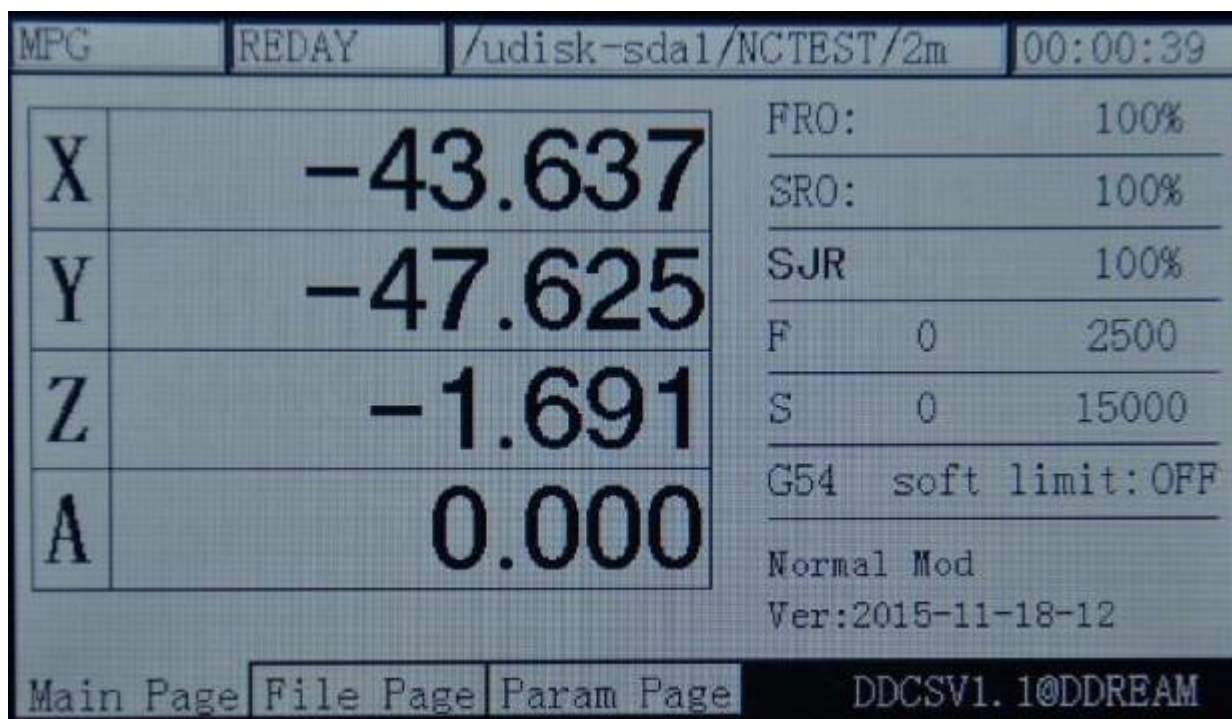 MPG REDAY /udisk-sda1/NCTEST/2m 00:00:39
X -43.637
Y -47.625
Z -1.691
A 0.000
FRO: 100%
SRO: 100%
SJR 100%
F 0 2500
S 0 15000
G54 soft limit:OFF
Normal Mod
Ver:2015-11-18-12
Main Page File Page Param Page DDCSV1.1@DDREAM